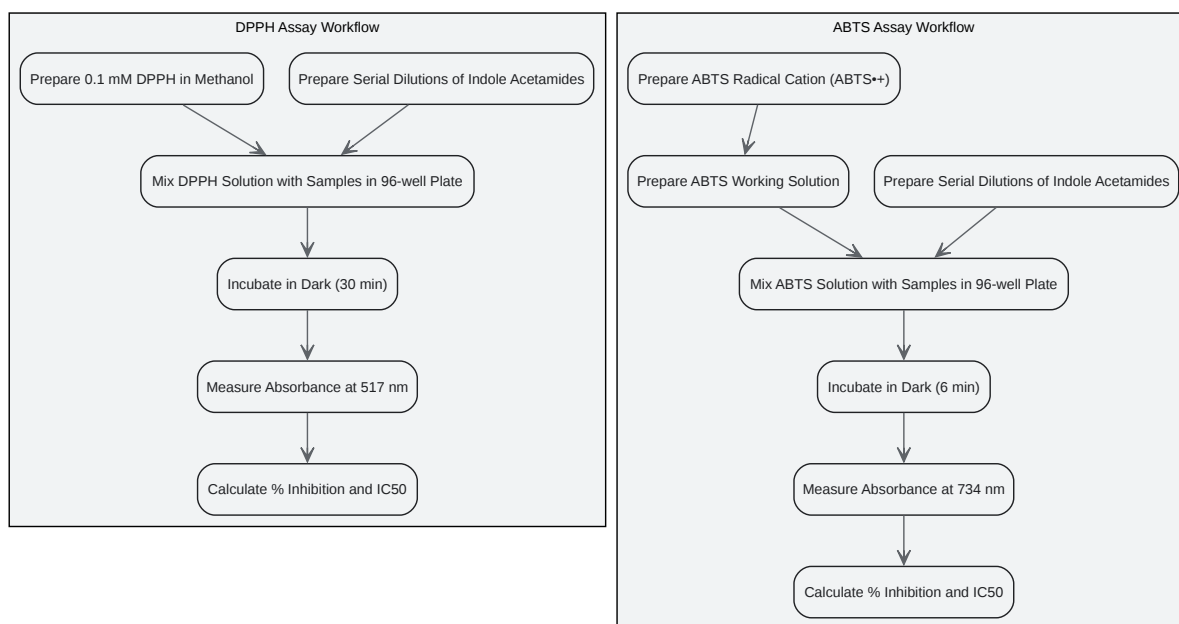 DPPH Assay Workflow
Prepare 0.1 mM DPPH in Methanol
Prepare Serial Dilutions of Indole Acetamides
Mix DPPH Solution with Samples in 96-well Plate
Incubate in Dark (30 min)
Measure Absorbance at 517 nm
Calculate % Inhibition and IC50
ABTS Assay Workflow
Prepare ABTS Radical Cation (ABTS•+)
Prepare ABTS Working Solution
Prepare Serial Dilutions of Indole Acetamides
Mix ABTS Solution with Samples in 96-well Plate
Incubate in Dark (6 min)
Measure Absorbance at 734 nm
Calculate % Inhibition and IC50